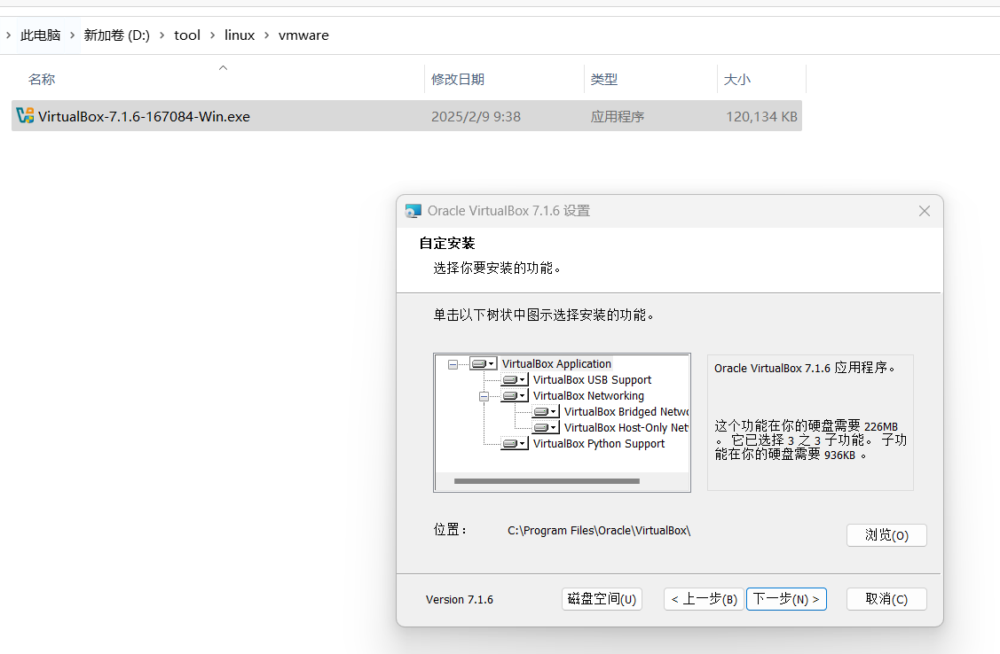 此电脑 > 新加卷 (D:) > tool > linux > vmware
名称 修改日期 类型 大小
VirtualBox-7.1.6-167084-Win.exe 2025/2/9 9:38 应用程序 120,134 KB
Oracle VirtualBox 7.1.6 设置
自定安装
选择你要安装的功能。
单击以下树状中图示选择安装的功能。
VirtualBox Application
VirtualBox USB Support
VirtualBox Networking
VirtualBox Bridged Netwo
VirtualBox Host-Only Net
VirtualBox Python Support
Oracle VirtualBox 7.1.6 应用程序。
这个功能在你的硬盘需要 226MB
。 它已选择 3 之 3 子功能。 子功
能在你的硬盘需要 936KB 。
位置： C:\Program Files\Oracle\VirtualBox\
浏览(O)
Version 7.1.6 磁盘空间(U) < 上一步(B) 下一步(N) > 取消(C)